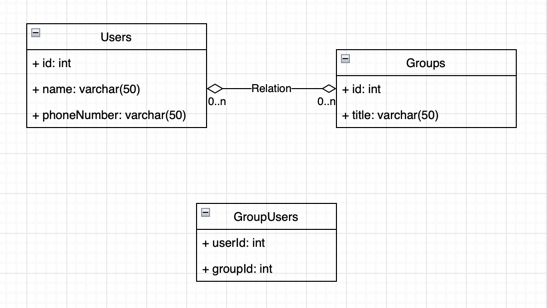 Users
+ id: int
+ name: varchar(50)
+ phoneNumber: varchar(50)
Relation
0..n
0..n
Groups
+ id: int
+ title: varchar(50)
GroupUsers
+ userId: int
+ groupId: int